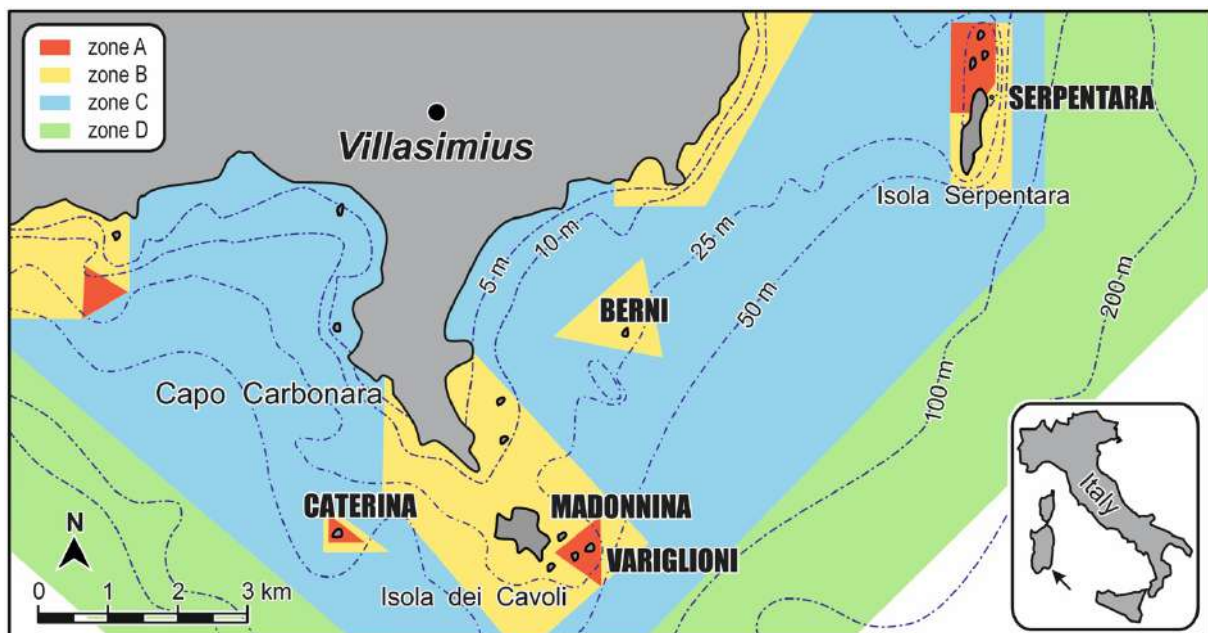 zone A
zone B
zone C
zone D
Villasimius
SERPENTARA
Isola Serpentara
5 m
10 m
25 m
50 m
100 m
200 m
BERNI
Capo Carbonara
CATERINA
MADONNINA
VARIGLIONI
Isola dei Cavoli
N
0 1 2 3 km
Italy